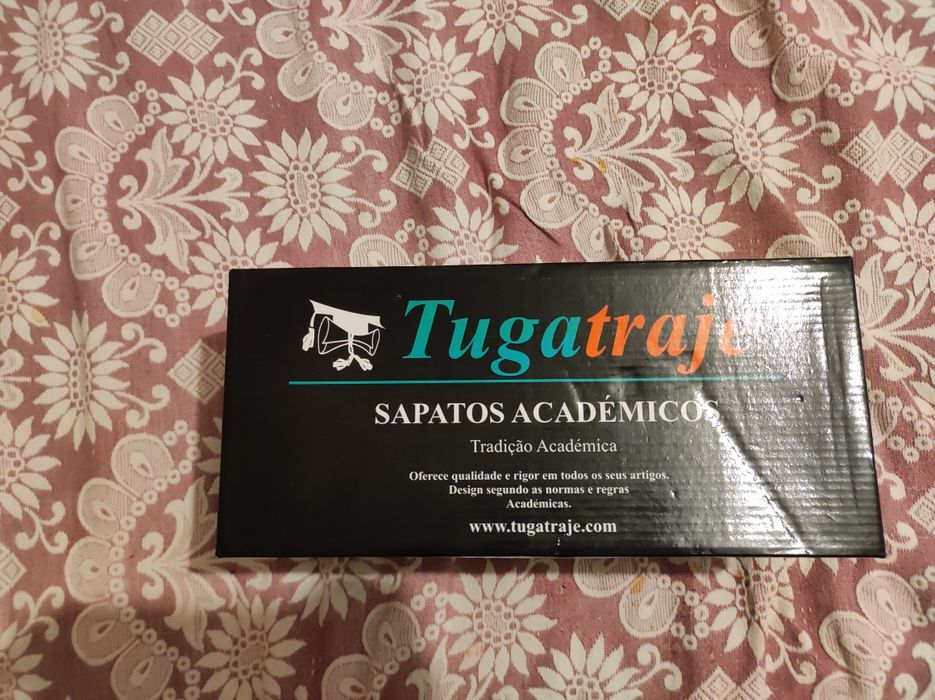 Tugatraje
SAPATOS ACADÉMICOS
Tradição Académica
Oferece qualidade e rigor em todos os seus artigos.
Design segundo as normas e regras
Académicas.
www.tugatraje.com